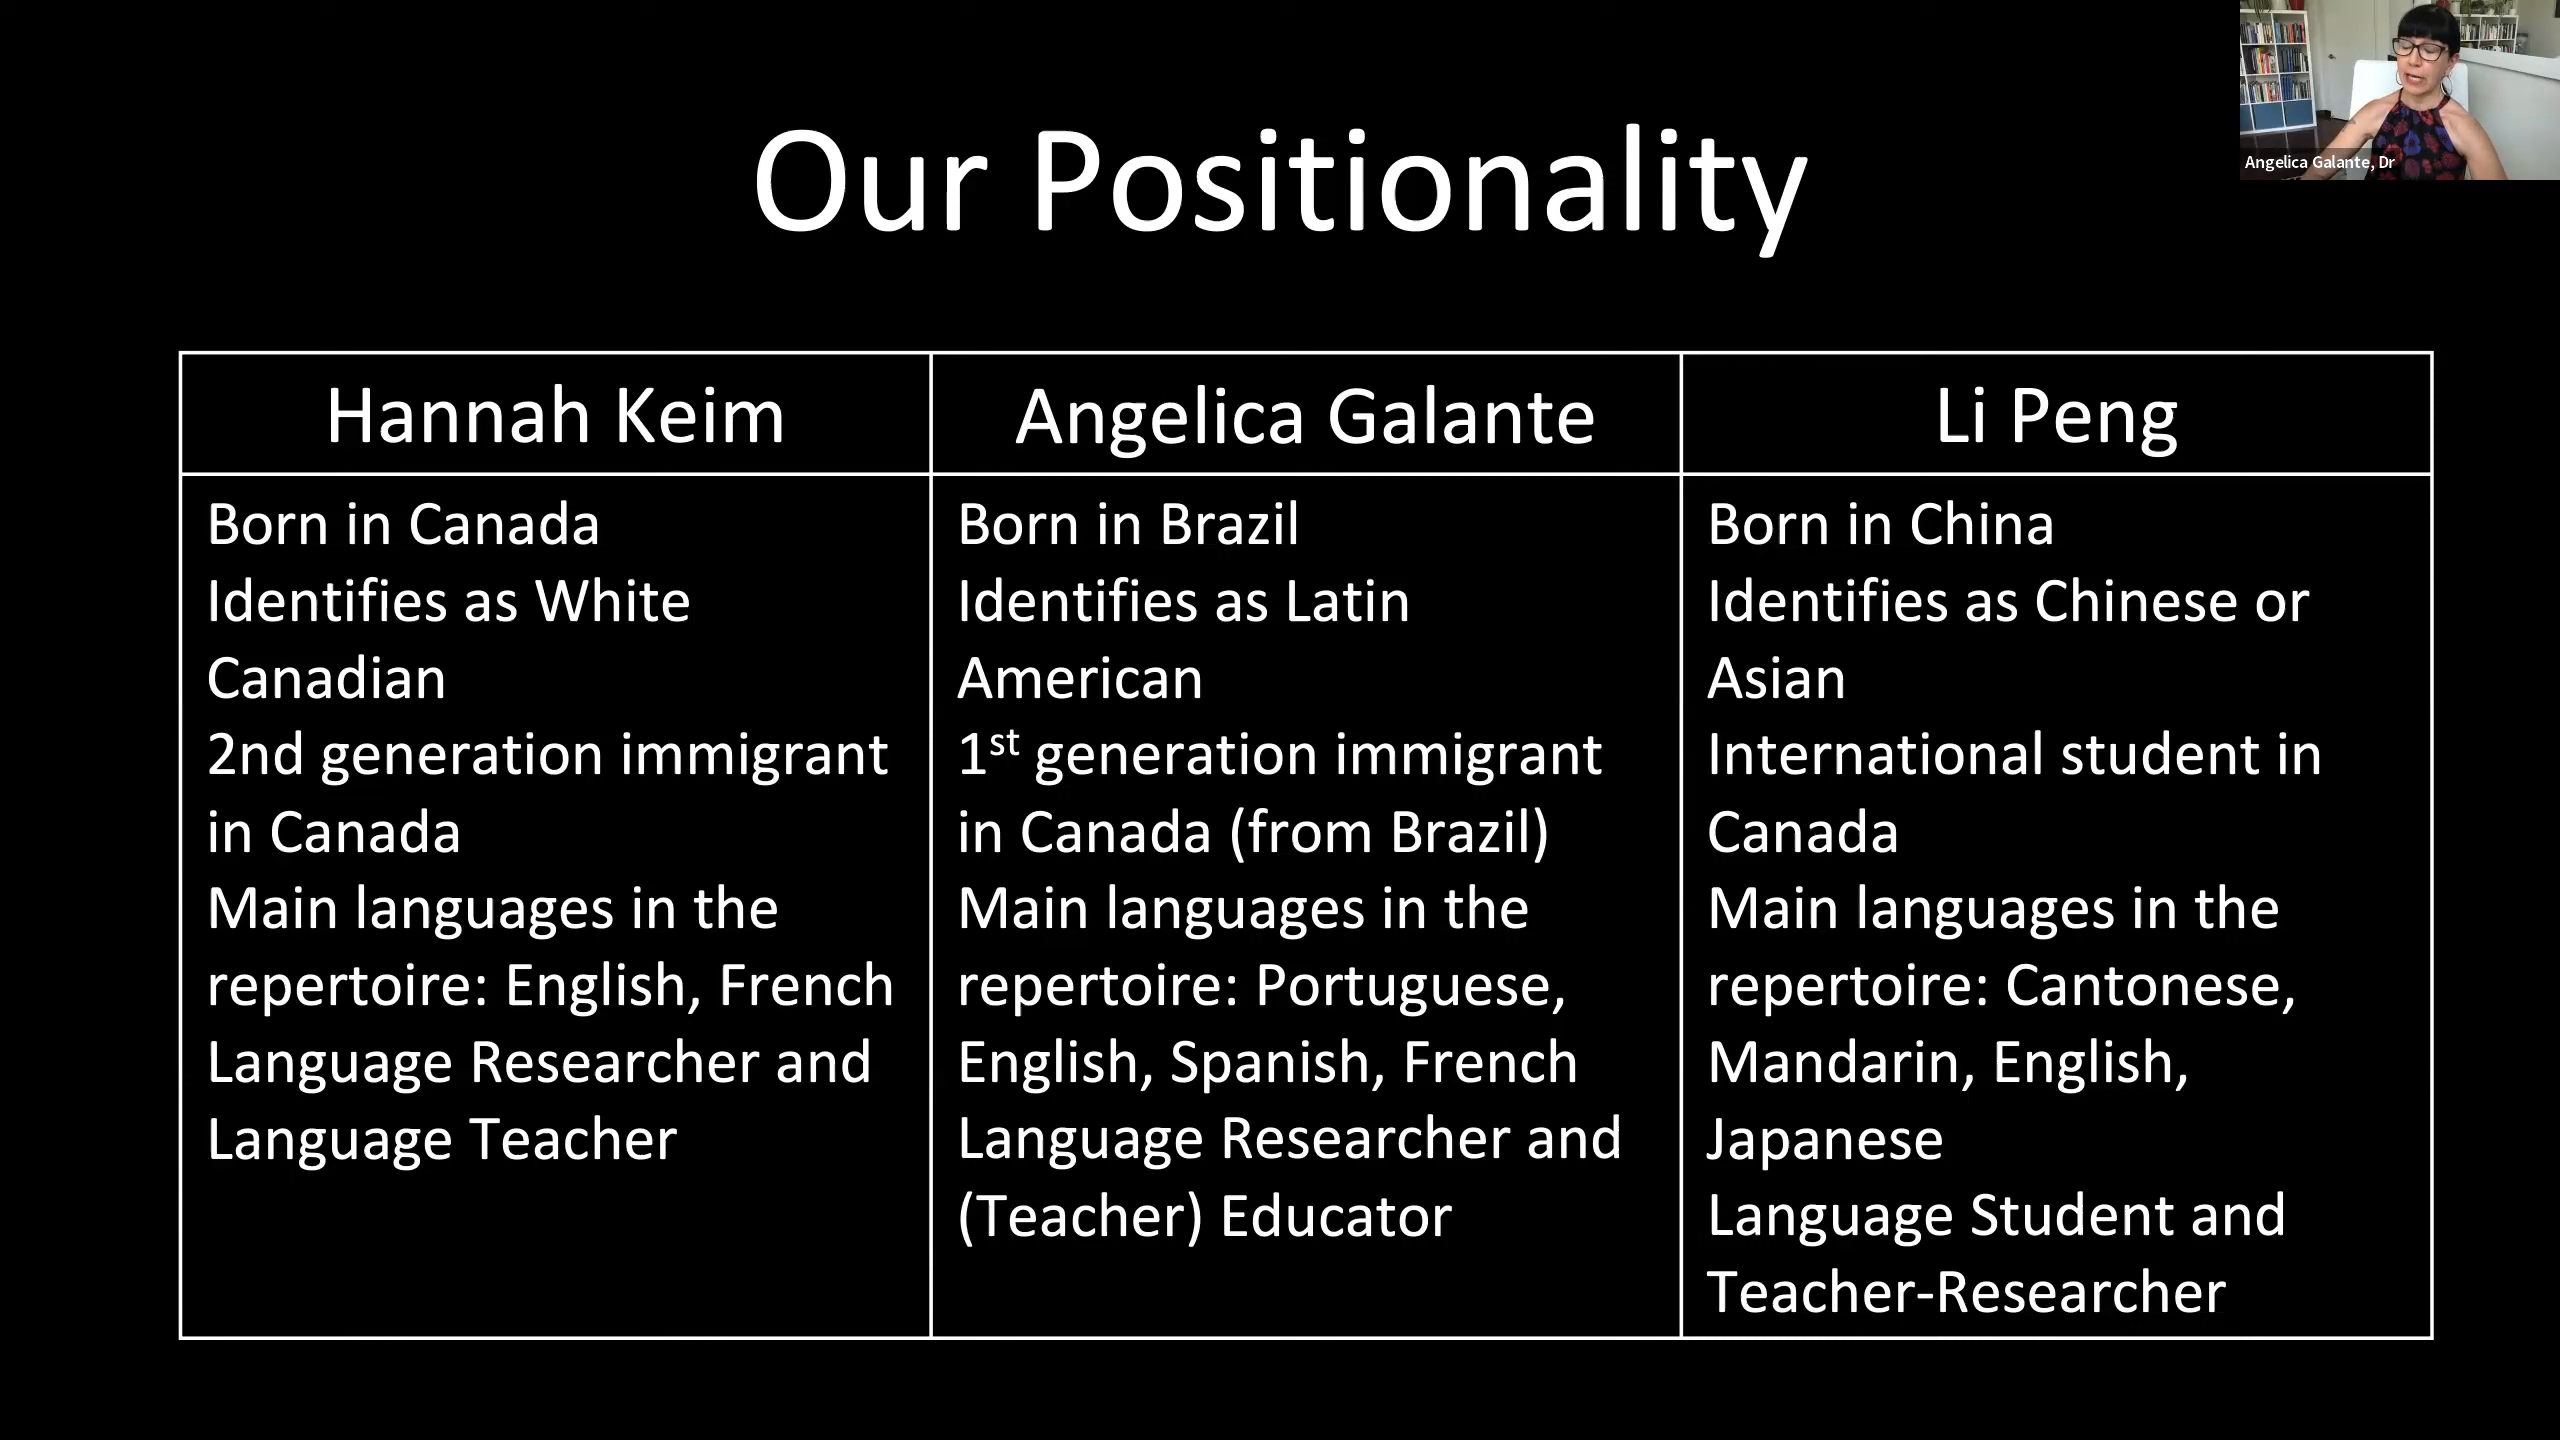 Our Positionality
Angelica Galante, Dr
Hannah Keim
Angelica Galante
Li Peng
Born in Canada
Identifies as White
Canadian
2nd generation immigrant
in Canada
Main languages in the
repertoire: English, French
Language Researcher and
Language Teacher
Born in Brazil
Identifies as Latin
American
1st generation immigrant
in Canada (from Brazil)
Main languages in the
repertoire: Portuguese,
English, Spanish, French
Language Researcher and
(Teacher) Educator
Born in China
Identifies as Chinese or
Asian
International student in
Canada
Main languages in the
repertoire: Cantonese,
Mandarin, English,
Japanese
Language Student and
Teacher-Researcher